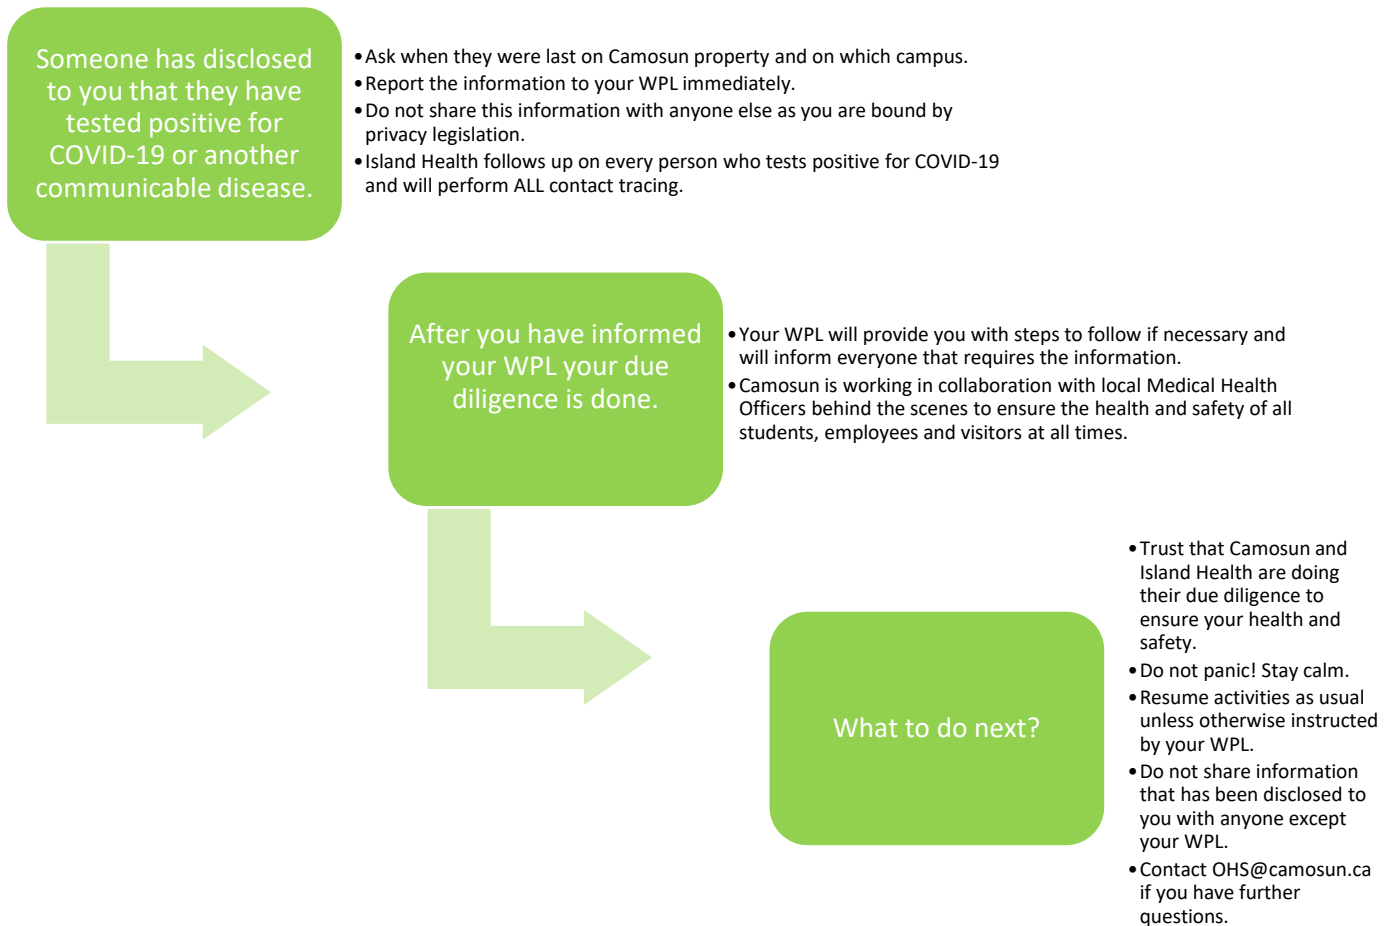 Someone has disclosed
to you that they have
tested positive for
COVID-19 or another
communicable disease.
•Ask when they were last on Camosun property and on which campus.
•Report the information to your WPL immediately.
•Do not share this information with anyone else as you are bound by
privacy legislation.
•Island Health follows up on every person who tests positive for COVID-19
and will perform ALL contact tracing.
After you have informed
your WPL your due
diligence is done.
•Your WPL will provide you with steps to follow if necessary and
will inform everyone that requires the information.
•Camosun is working in collaboration with local Medical Health
Officers behind the scenes to ensure the health and safety of all
students, employees and visitors at all times.
What to do next?
•Trust that Camosun and
Island Health are doing
their due diligence to
ensure your health and
safety.
•Do not panic! Stay calm.
•Resume activities as usual
unless otherwise instructed
by your WPL.
•Do not share information
that has been disclosed to
you with anyone except
your WPL.
•Contact OHS@camosun.ca
if you have further
questions.